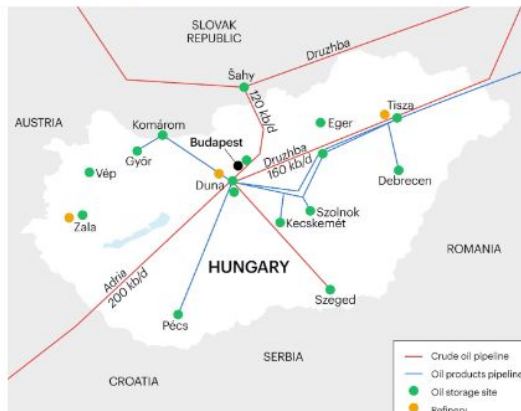 SLOVAK
REPUBLIC
Druzhba
Šahy
120 kb/d
AUSTRIA
Komárom
Budapest
Eger
Tisza
Győr
Druzhba
160 kb/d
Vép
Duna
Debrecen
Szolnok
Kecskemét
Zala
HUNGARY
ROMANIA
Adria
200 kb/d
Szeged
Pécs
SERBIA
CROATIA
Crude oil pipeline
Oil products pipeline
Oil storage site
Refinery